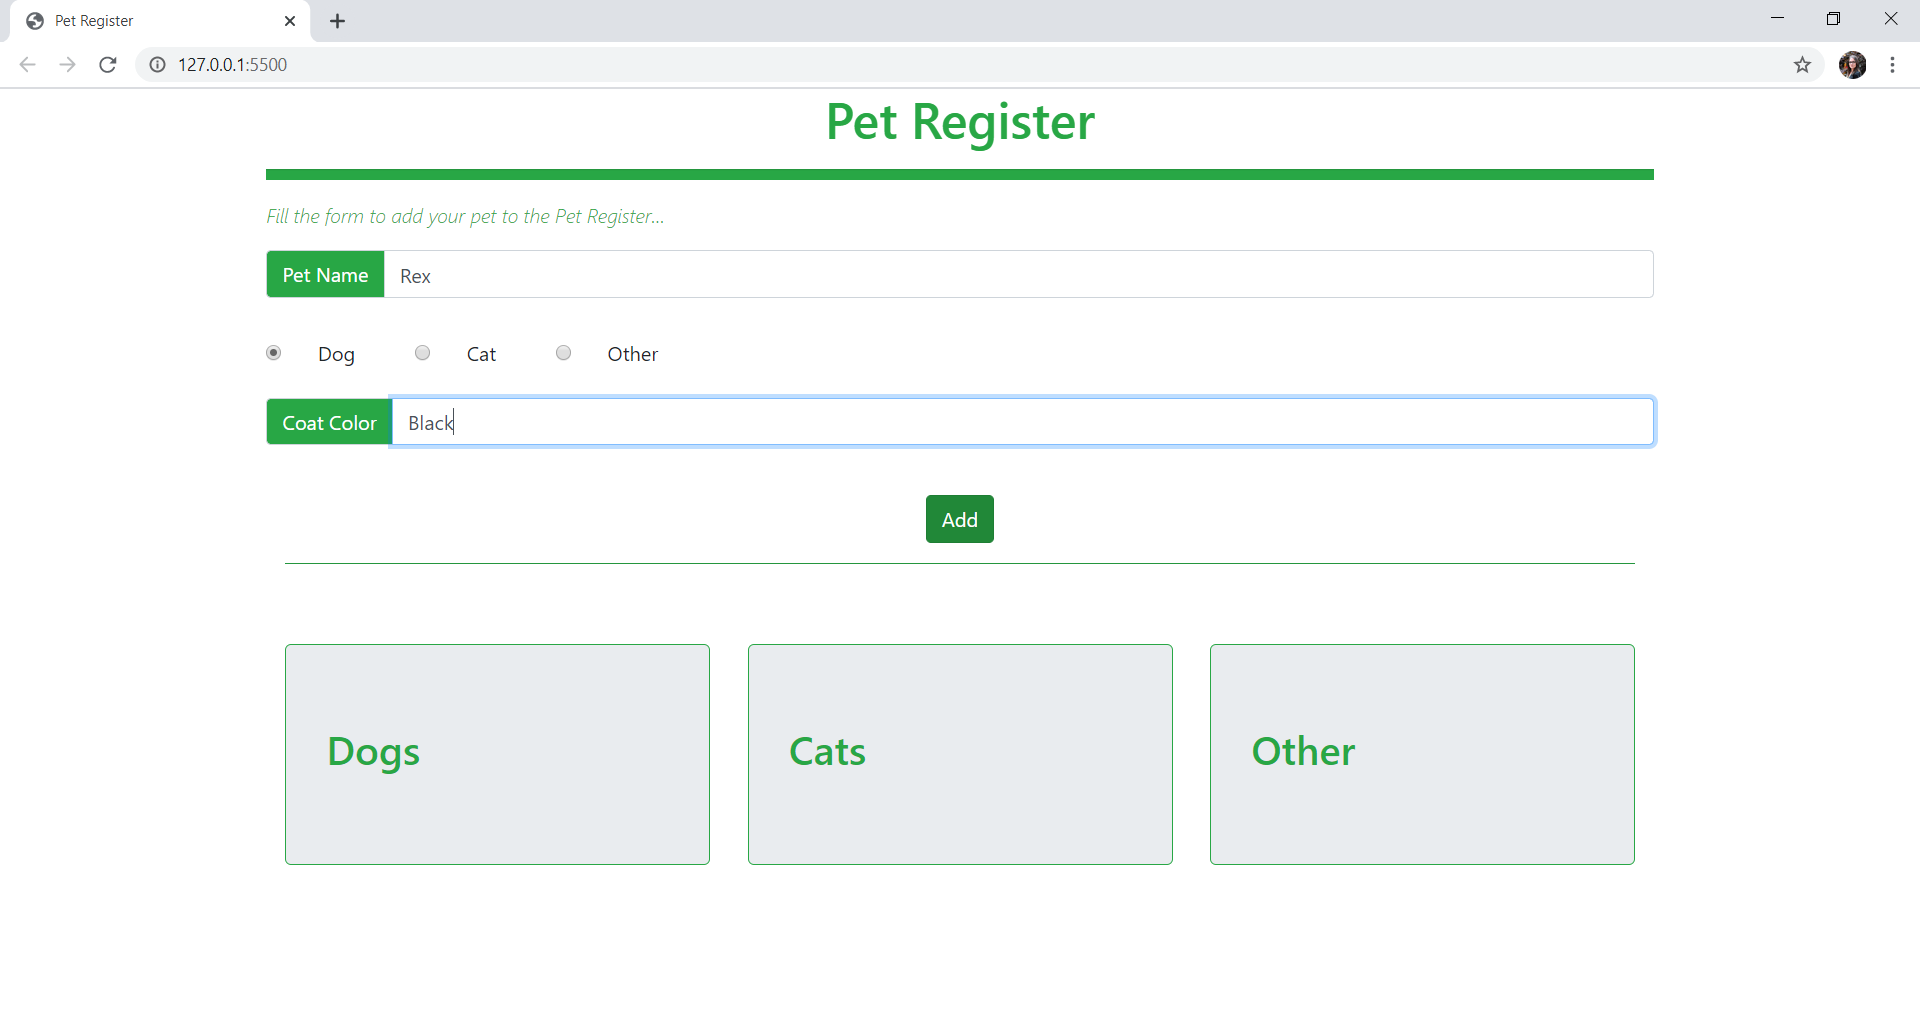 Pet Register
127.0.0.1:5500
Pet Register
Fill the form to add your pet to the Pet Register...
Pet Name Rex
Dog Cat Other
Coat Color Black
Add
Dogs Cats Other